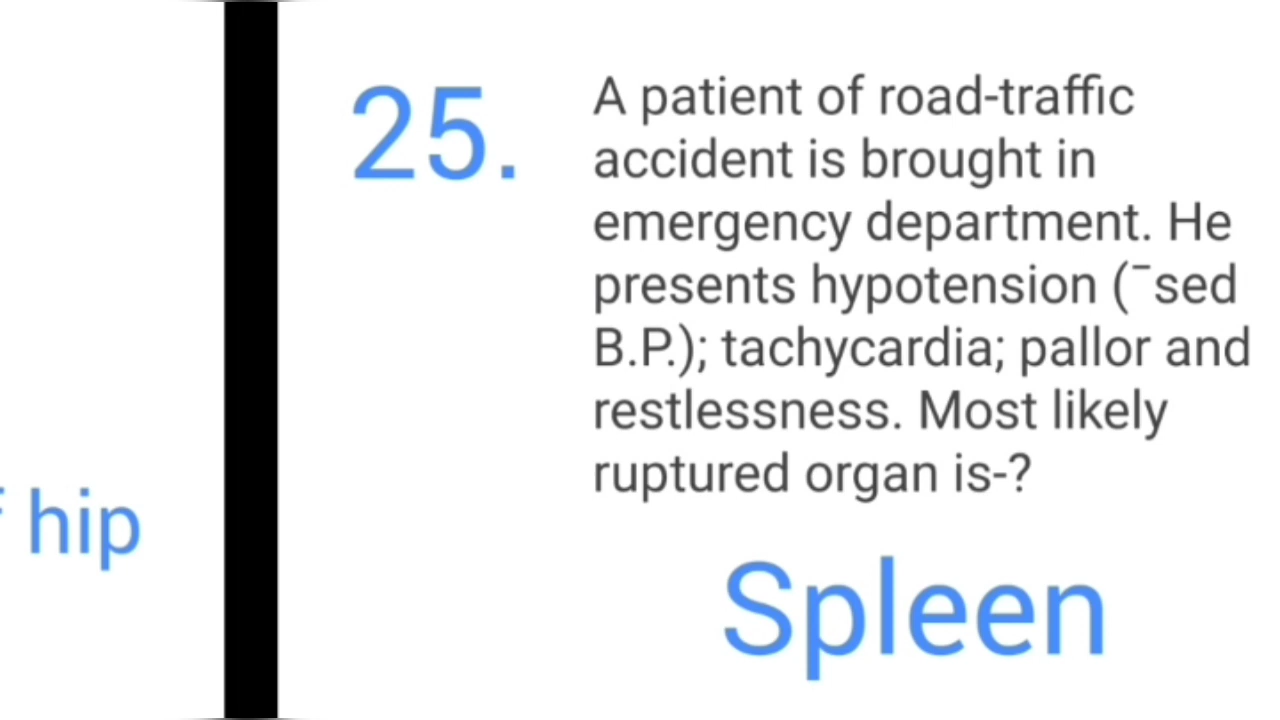 25.
A patient of road-traffic
accident is brought in
emergency department. He
presents hypotension (¯sed
B.P.); tachycardia; pallor and
restlessness. Most likely
ruptured organ is-?
hip
Spleen